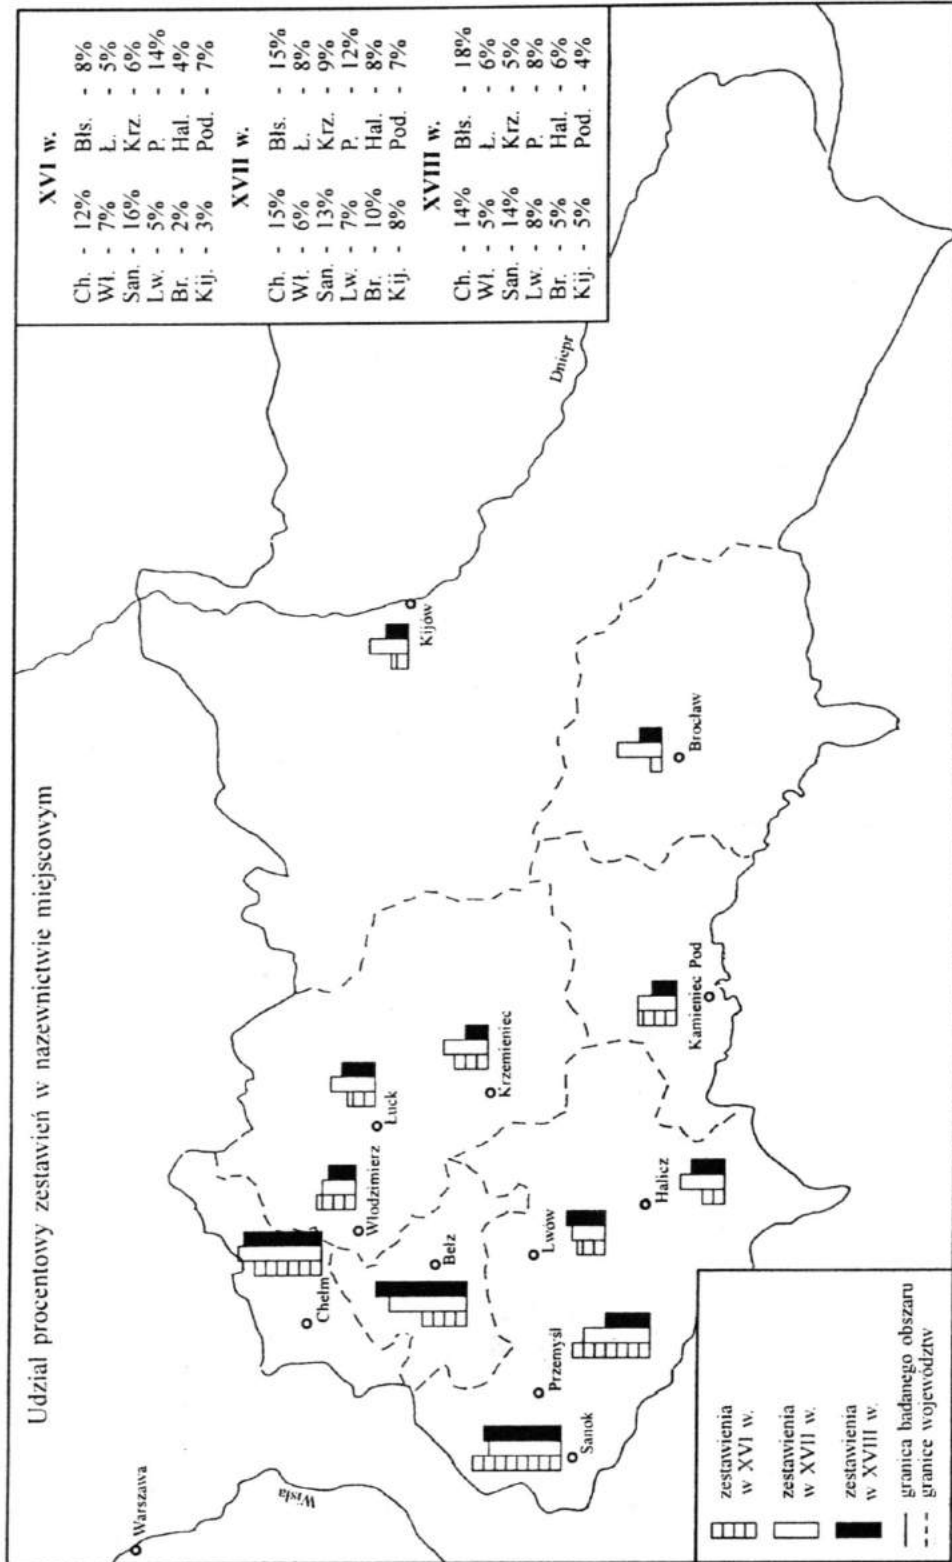 Udział procentowy zestawień w nazewnictwie miejscowym
XVI w.
Ch. - 12% Błs. - 8%
Wł. - 7% Ł. - 5%
San. - 16% Krz. - 6%
Lw. - 5% P. - 14%
Br. - 2% Hal. - 4%
Kij. - 3% Pod. - 7%
XVII w.
Ch. - 15% Błs. - 15%
Wł. - 6% Ł. - 8%
San. - 13% Krz. - 9%
Lw. - 7% P. - 12%
Br. - 10% Hal. - 8%
Kij. - 8% Pod. - 7%
XVIII w.
Ch. - 14% Błs. - 18%
Wł. - 5% Ł. - 6%
San. - 14% Krz. - 5%
Lw. - 8% P. - 8%
Br. - 5% Hal. - 6%
Kij. - 5% Pod. - 4%
Warszawa
Wisła
Chełm
Włodzimierz
Łuck
Kijów
Dniepr
Bełz
Krzemieniec
Sanok
Przemyśl
Lwów
Halicz
Kamieniec Pod
Brocław
zestawienia
w XVI w.
zestawienia
w XVII w.
zestawienia
w XVIII w.
granica badanego obszaru
granice województw